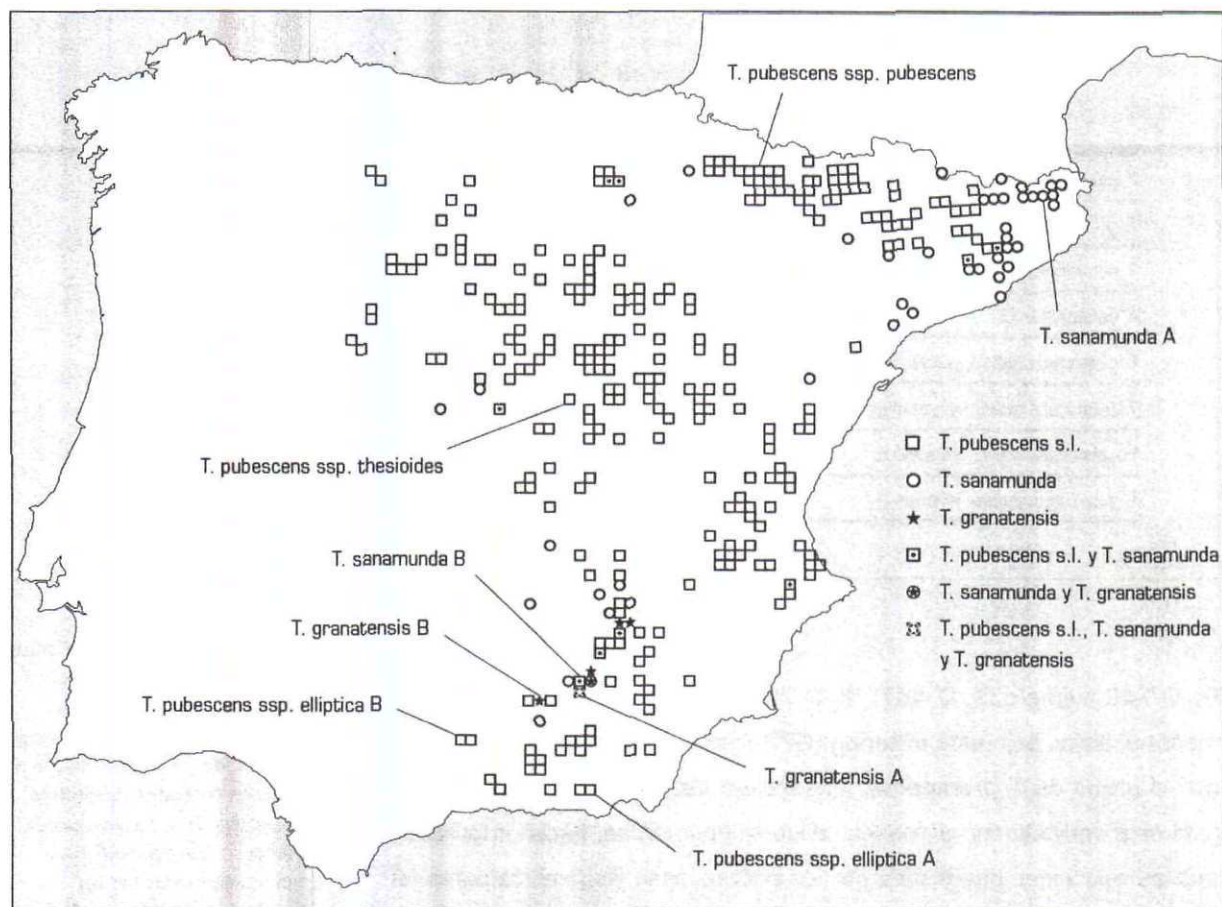 T. pubescens ssp. pubescens
T. sanamunda A
T. pubescens ssp. thesioides
T. pubescens s.l.
T. sanamunda
T. granatensis
T. pubescens s.l. y T. sanamunda
T. sanamunda y T. granatensis
T. pubescens s.l., T. sanamunda
y T. granatensis
T. sanamunda B
T. granatensis B
T. pubescens ssp. elliptica B
T. granatensis A
T. pubescens ssp. elliptica A